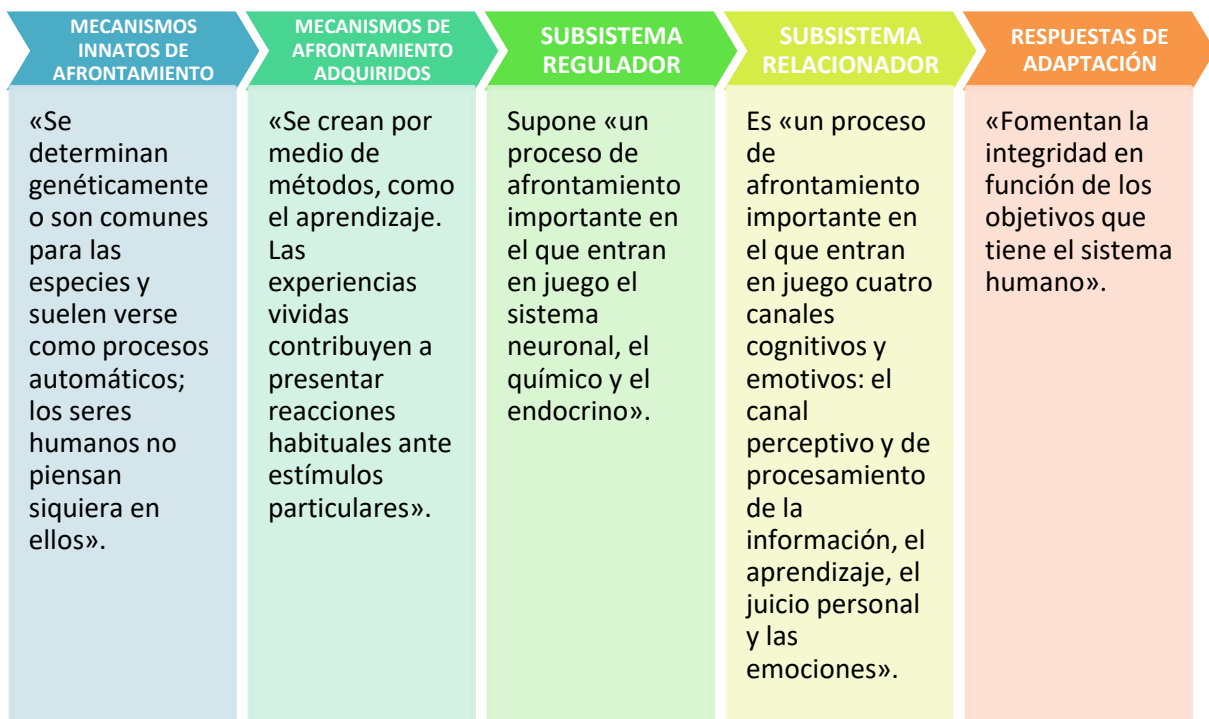 MECANISMOS
INNATOS DE
AFRONTAMIENTO
«Se
determinan
genéticamente
o son comunes
para las
especies y
suelen verse
como procesos
automáticos;
los seres
humanos no
piensan
siquiera en
ellos».
MECANISMOS DE
AFRONTAMIENTO
ADQUIRIDOS
«Se crean por
medio de
métodos, como
el aprendizaje.
Las
experiencias
vividas
contribuyen a
presentar
reacciones
habituales ante
estímulos
particulares».
SUBSISTEMA
REGULADOR
Supone «un
proceso de
afrontamiento
importante en
el que entran
en juego el
sistema
neuronal, el
químico y el
endocrino».
SUBSISTEMA
RELACIONADOR
Es «un proceso
de
afrontamiento
importante en
el que entran
en juego cuatro
canales
cognitivos y
emotivos: el
canal
perceptivo y de
procesamiento
de la
información, el
aprendizaje, el
juicio personal
y las
emociones».
RESPUESTAS DE
ADAPTACIÓN
«Fomentan la
integridad en
función de los
objetivos que
tiene el sistema
humano».